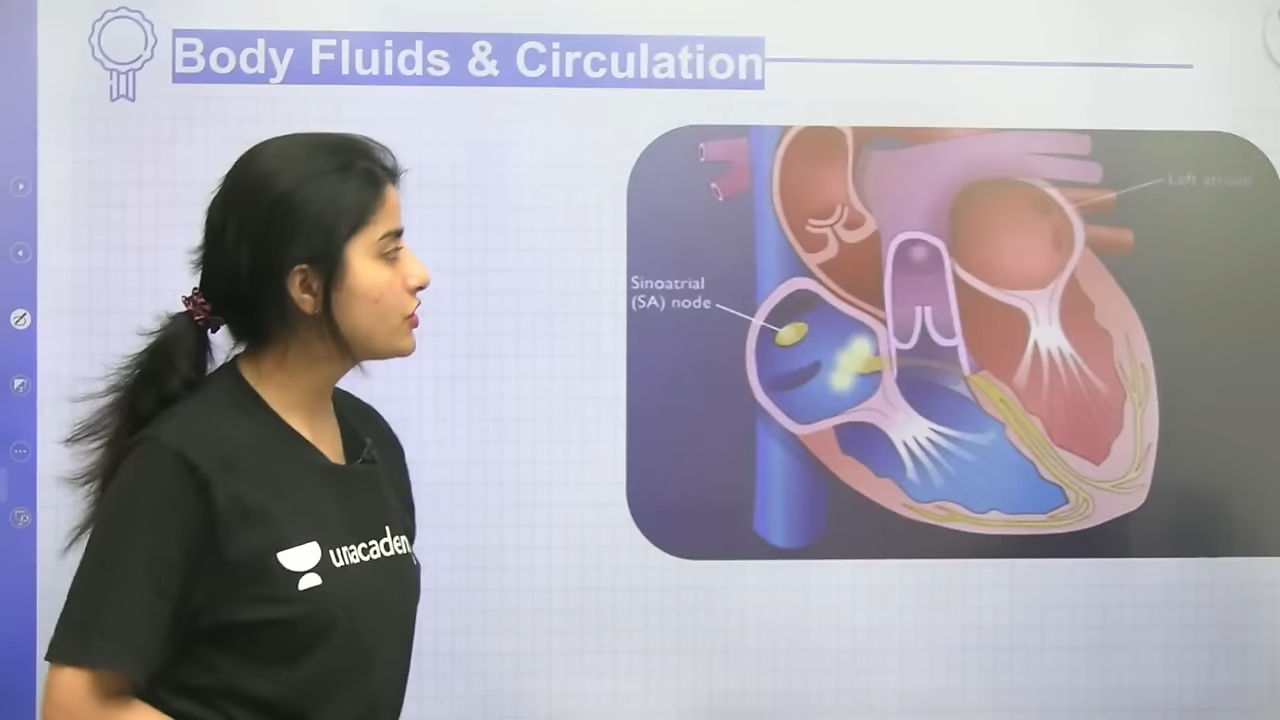 Body Fluids & Circulation
Left atrium
Sinoatrial
(SA) node
unacadem